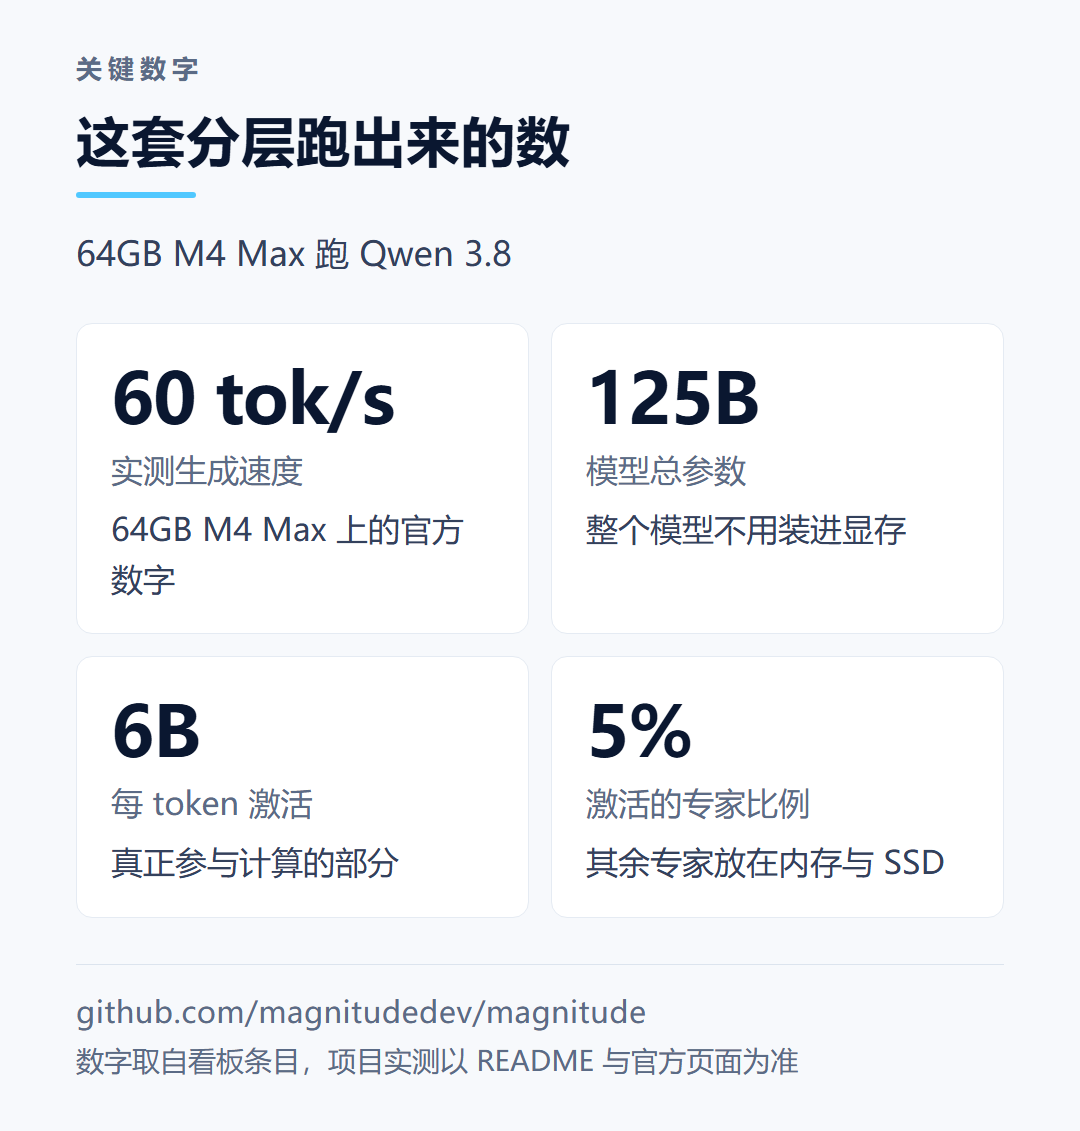 关键数字
这套分层跑出来的数
64GB M4 Max 跑 Qwen 3.8
60 tok/s
实测生成速度
64GB M4 Max 上的官方
数字
125B
模型总参数
整个模型不用装进显存
6B
每 token 激活
真正参与计算的部分
5%
激活的专家比例
其余专家放在内存与 SSD
github.com/magnitudedev/magnitude
数字取自看板条目，项目实测以 README 与官方页面为准